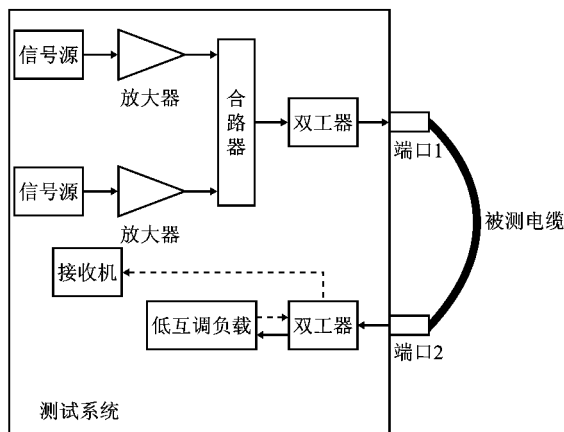 信号源
放大器
合路器
双工器
端口1
信号源
放大器
被测电缆
接收机
低互调负载
双工器
端口2
测试系统